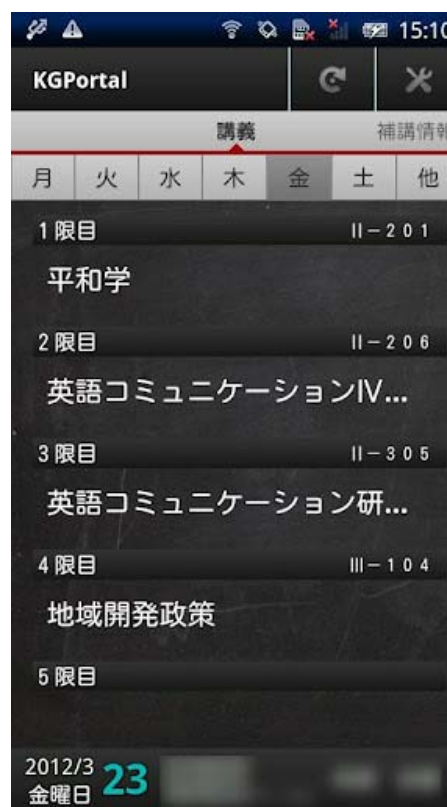 15:10
KGPortal
講義 補講情報
月 火 水 木 金 土 他
1限目 II－201
平和学
2限目 II－206
英語コミュニケーションIV...
3限目 II－305
英語コミュニケーション研...
4限目 III－104
地域開発政策
5限目
2012/3
金曜日 23